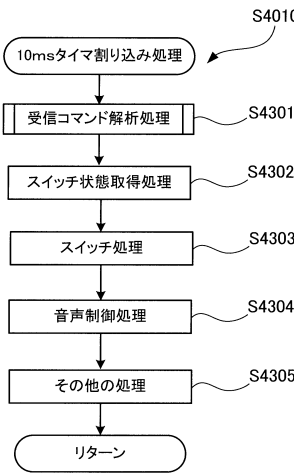 S4010
10msタイマ割り込み処理
受信コマンド解析処理
S4301
スイッチ状態取得処理
S4302
スイッチ処理
S4303
音声制御処理
S4304
その他の処理
S4305
リターン